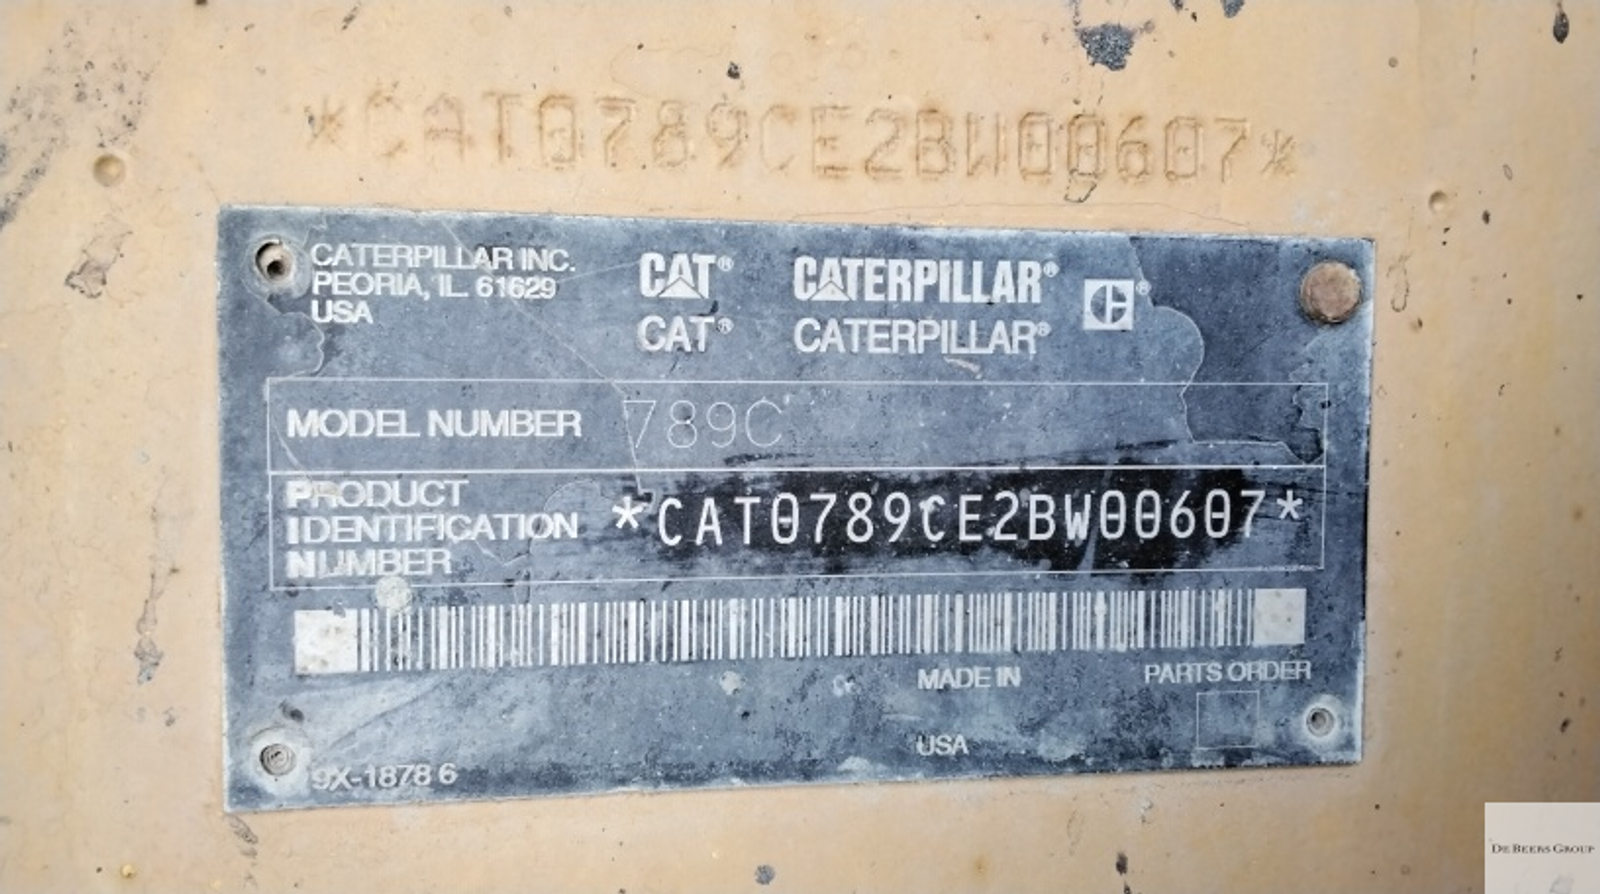 *CAT0789CE2BW00607*
CATERPILLAR INC.
PEORIA, IL 61629
USA
CAT® CATERPILLAR® C®
CAT® CATERPILLAR®
MODEL NUMBER 789C
PRODUCT
IDENTIFICATION
NUMBER
*CAT0789CE2BW00607*
MADE IN
PARTS ORDER
USA
9X-1878 6
DE BEERS GROUP